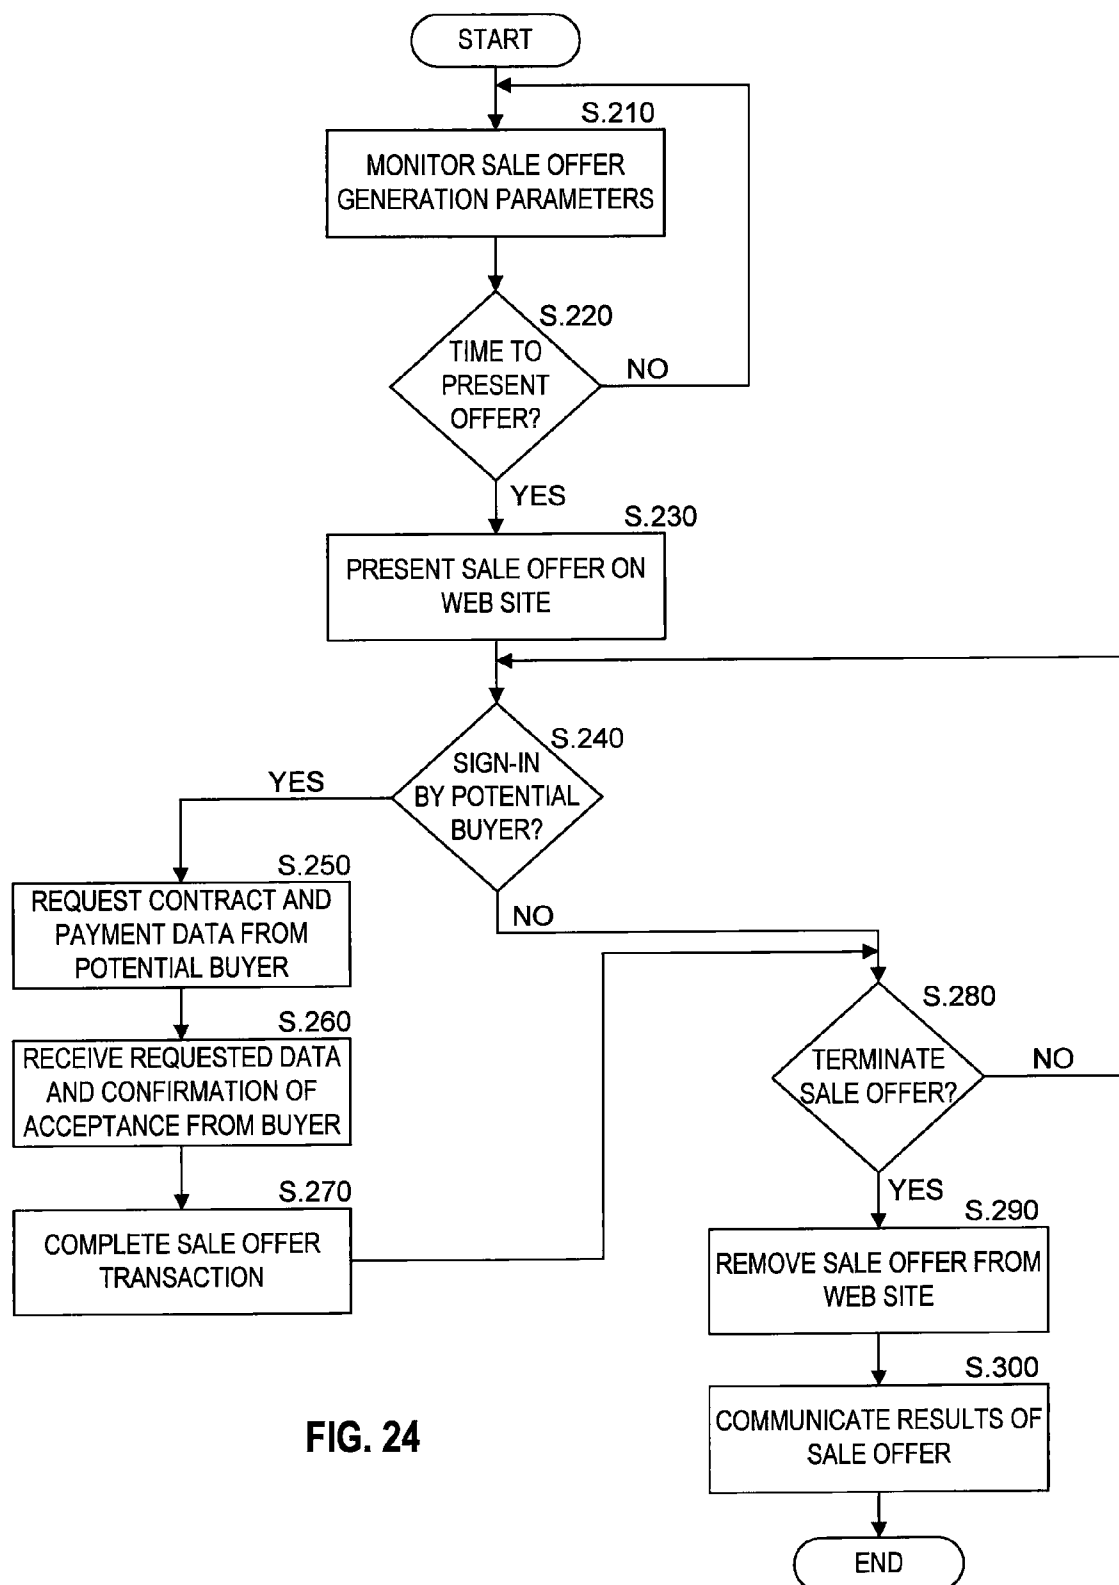 START
S.210
MONITOR SALE OFFER
GENERATION PARAMETERS
S.220
TIME TO
PRESENT
OFFER?
NO
YES
S.230
PRESENT SALE OFFER ON
WEB SITE
S.240
SIGN-IN
BY POTENTIAL
BUYER?
YES
NO
S.250
REQUEST CONTRACT AND
PAYMENT DATA FROM
POTENTIAL BUYER
S.260
RECEIVE REQUESTED DATA
AND CONFIRMATION OF
ACCEPTANCE FROM BUYER
S.270
COMPLETE SALE OFFER
TRANSACTION
S.280
TERMINATE
SALE OFFER?
NO
YES
S.290
REMOVE SALE OFFER FROM
WEB SITE
S.300
COMMUNICATE RESULTS OF
SALE OFFER
END
FIG. 24